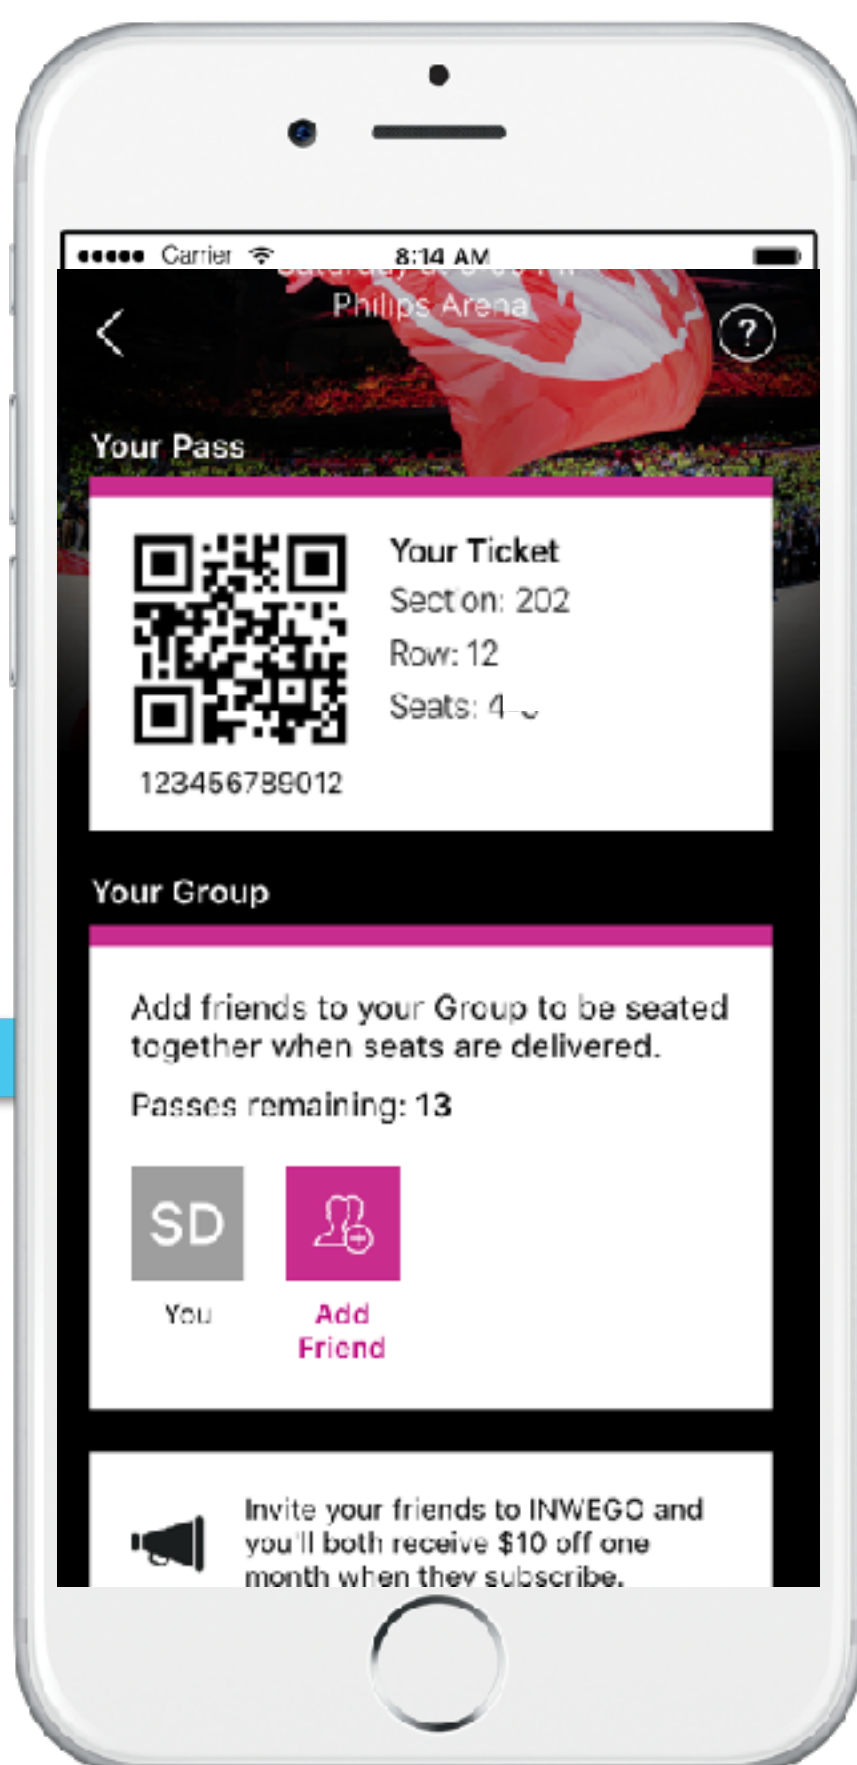 Carrier
8:14 AM
Philips Arena
?
Your Pass
Your Ticket
Section: 202
Row: 12
Seats: 4
123456789012
Your Group
Add friends to your Group to be seated
together when seats are delivered.
Passes remaining: 13
SD
You
Add
Friend
Invite your friends to INWEGO and
you'll both receive $10 off one
month when they subscribe.